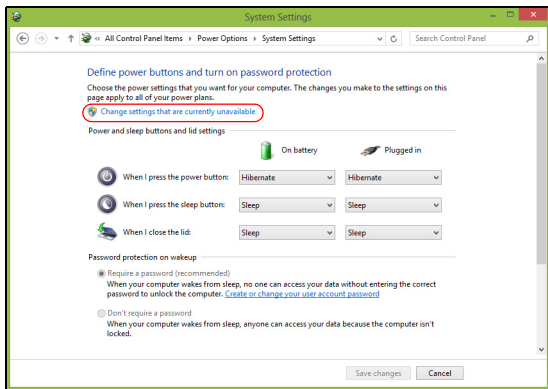 System Settings
« All Control Panel Items ▸ Power Options ▸ System Settings
Search Control Panel
Define power buttons and turn on password protection
Choose the power settings that you want for your computer. The changes you make to the settings on this
page apply to all of your power plans.
Change settings that are currently unavailable
Power and sleep buttons and lid settings
On battery Plugged in
When I press the power button: Hibernate Hibernate
When I press the sleep button: Sleep Sleep
When I close the lid: Sleep Sleep
Password protection on wakeup
Require a password (recommended)
When your computer wakes from sleep, no one can access your data without entering the correct
password to unlock the computer. Create or change your user account password
Don't require a password
When your computer wakes from sleep, anyone can access your data because the computer isn't
locked.
Save changes Cancel